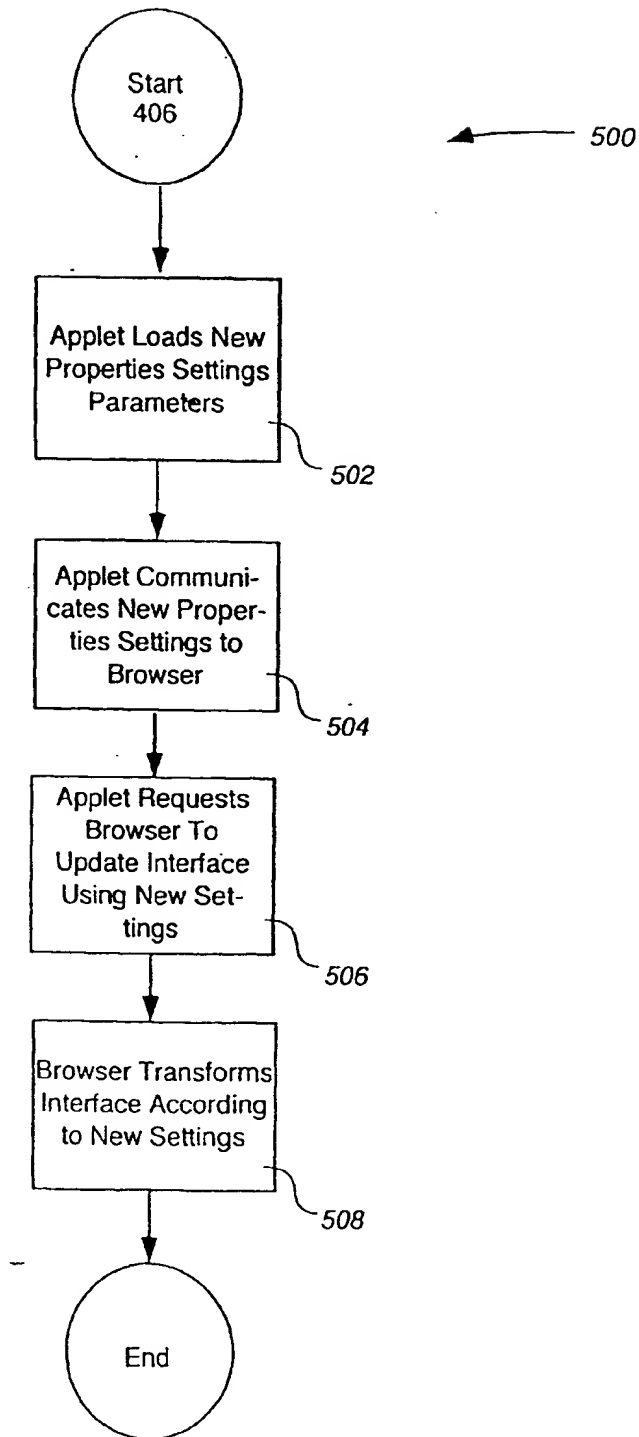 Start
406
500
Applet Loads New
Properties Settings
Parameters
502
Applet Communi-
cates New Proper-
ties Settings to
Browser
504
Applet Requests
Browser To
Update Interface
Using New Set-
tings
506
Browser Transforms
Interface According
to New Settings
508
End